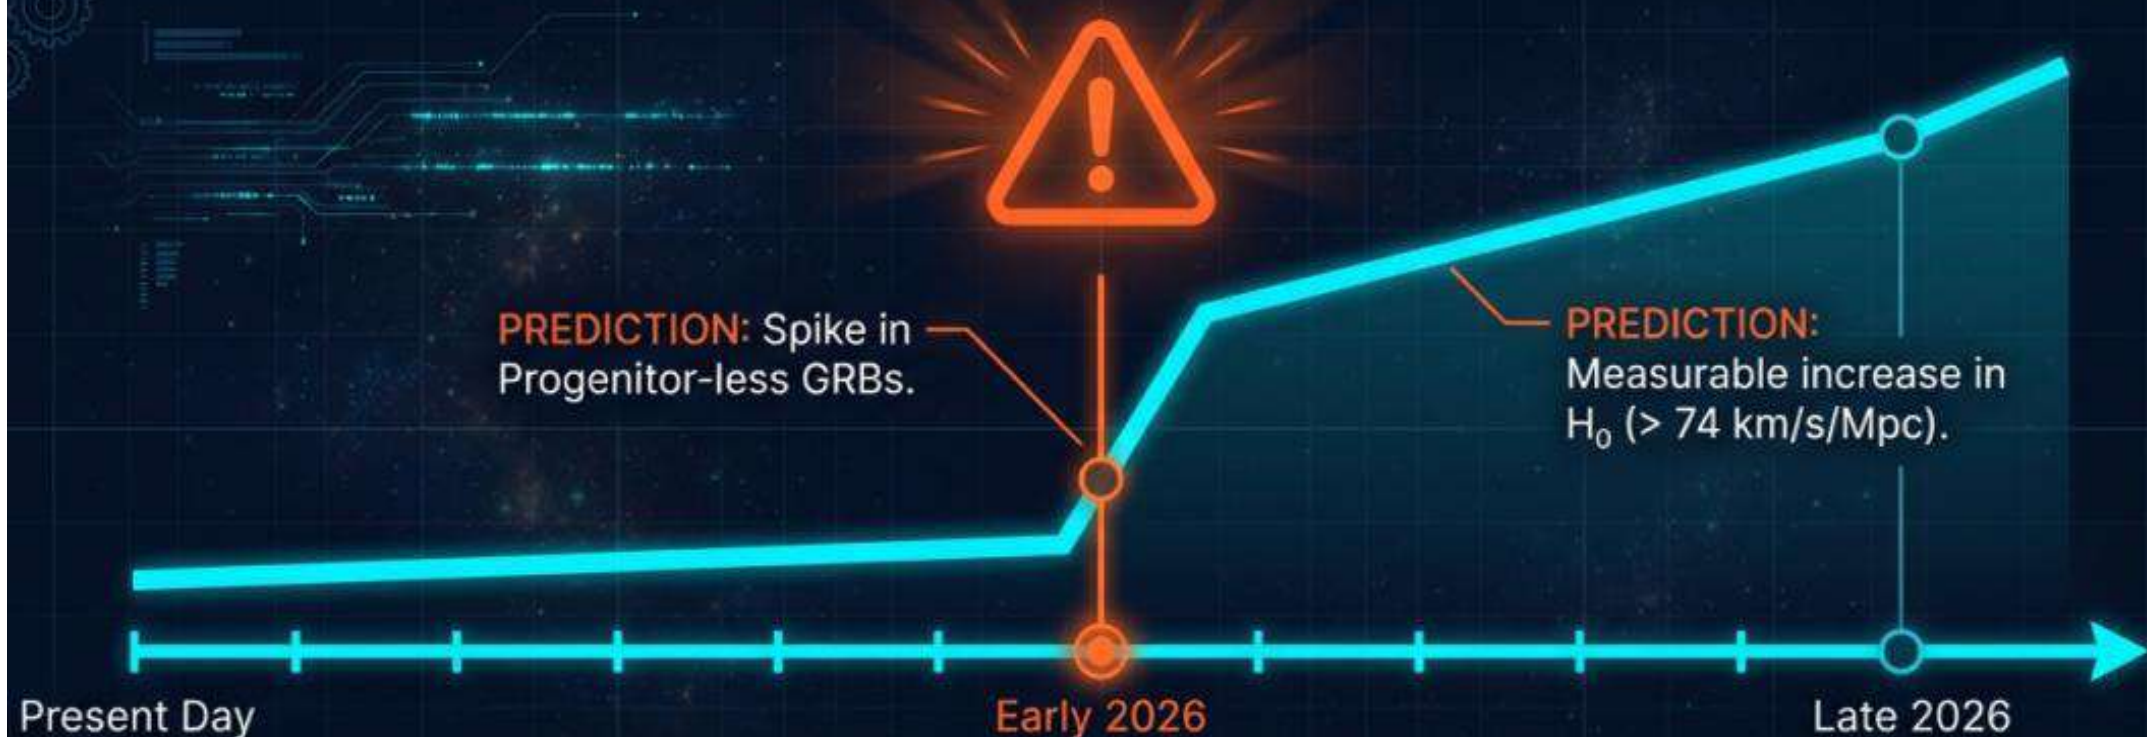 PREDICTION: Spike in
Progenitor-less GRBs.
PREDICTION:
Measurable increase in
H₀ (> 74 km/s/Mpc).
Present Day
Early 2026
Late 2026